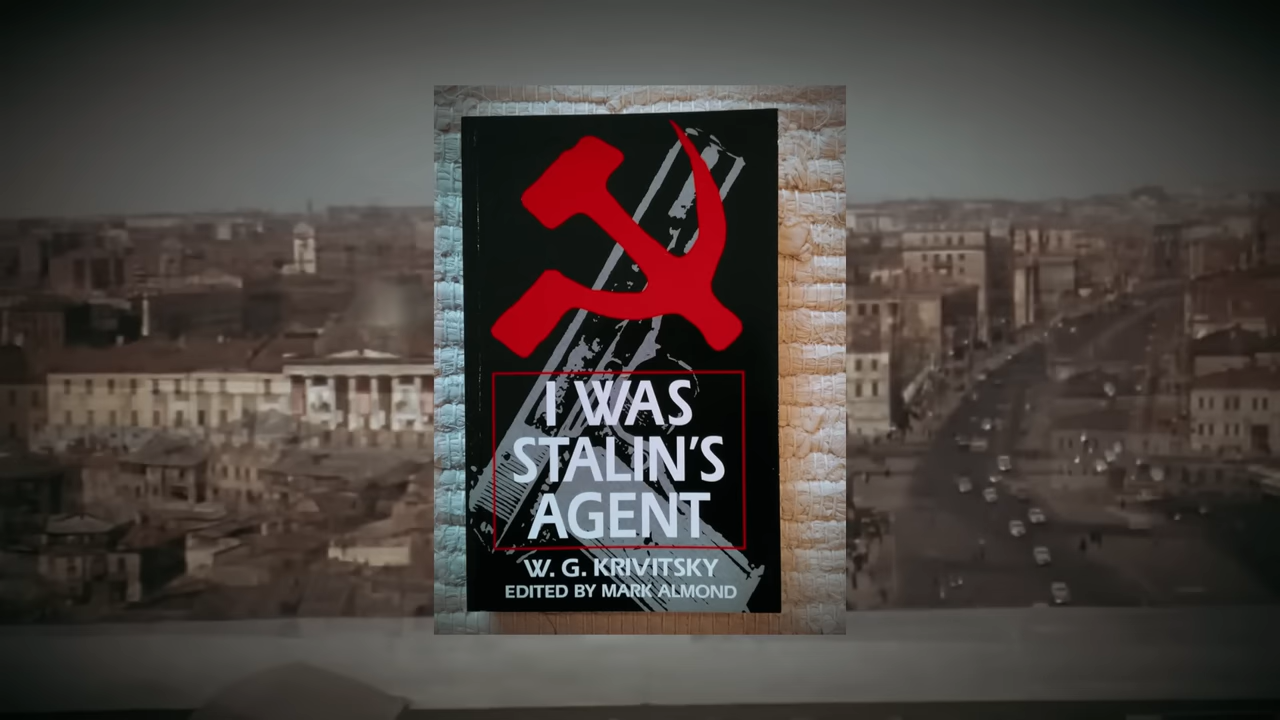 I WAS
STALIN'S
AGENT
W. G. KRIVITSKY
EDITED BY MARK ALMOND